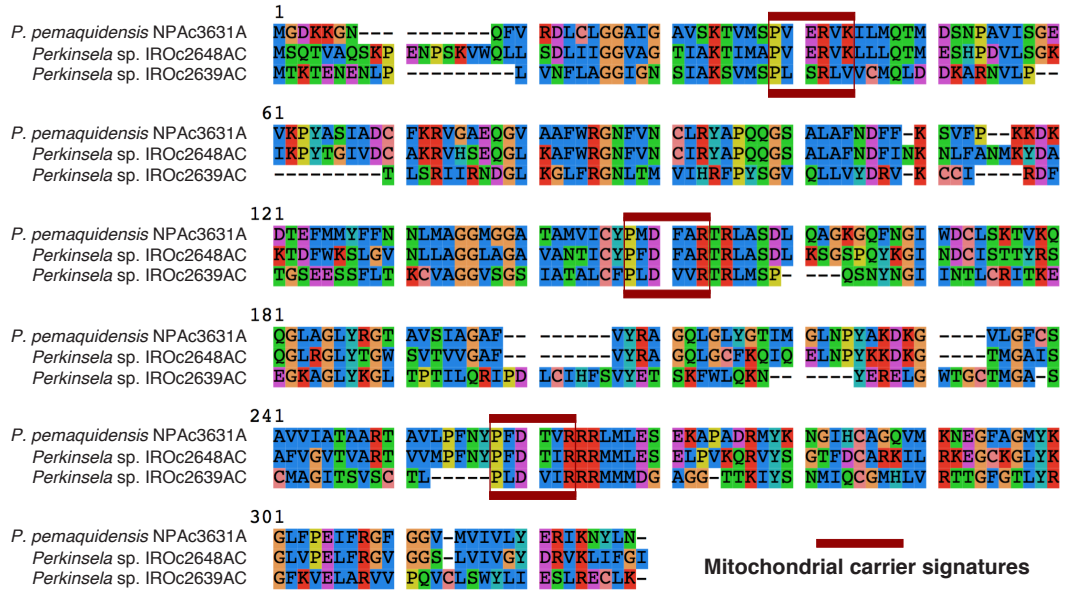 1
P. pemaquidensis NPAc3631A MGDKKGN--- ------QFV RDLCLGGAIG AVSKTVMSPV ERVKILMQTM DSNPAVISGE
Perkinsela sp. IROc2648AC MSQTVAQSKP ENPSKVWQLL SDLIIGGVAG TIAKTIMAPV ERVKLLLQTM ESHPDVLSGK
Perkinsela sp. IROc2639AC MTKTENENLP ---------L VNFLAGGIGN SIAKSVMSPL SRLVVCMQLD DKARNVLP--
61
P. pemaquidensis NPAc3631A VKPYASIADC FKRVGAEQGV AAFWRGNFVN CLRYAPQQGS ALAFNDFF-K SVFP--KKDK
Perkinsela sp. IROc2648AC IKPYTGIVDC AKRVHSEQGL KAFWRGNFVN CIRYAPQQGS ALAFNDFINK NLFANMKYDA
Perkinsela sp. IROc2639AC ---------T LSRIIRNDGL KGLFRGNLTM VIHRFPYSGV QLLVYDRV-K CCI----RDF
121
P. pemaquidensis NPAc3631A DTEFMMYFFN NLMAGGMGGA TAMVICYPMD FARTRLASDL QAGKGQFNGI WDCLSKTVKQ
Perkinsela sp. IROc2648AC KTDFWKSLGV NLLAGGLAGA VANTICYPFD FARTRLASDL KSGSPQYKGI NDCISTTYRS
Perkinsela sp. IROc2639AC TGSEESSFLT KCVAGGVSGS IATALCFPLD VVRTRLMSP- ---QSNYNGI INTLCRITKE
181
P. pemaquidensis NPAc3631A QGLAGLYRGT AVSIAGAF-- ------VYRA GQLGLYGTIM GLNPYAKDKG ----VLGFCS
Perkinsela sp. IROc2648AC QGLRGLYTGW SVTVVGAF-- ------VYRA GQLGCFKQIQ ELNPYKKDKG ----TMGAIS
Perkinsela sp. IROc2639AC EGKAGLYKGL TPTILQRIPD LCIHFSVYET SKFWLQKN-- -----YERELG WTGCTMGA-S
241
P. pemaquidensis NPAc3631A AVVIATAART AVLPFNYPFD TVRRRLMLES EKAPADRMYK NGIHCAGQVM KNEGFAGMYK
Perkinsela sp. IROc2648AC AFVGVTVART VVMPFNYPFD TIRRRMMLES ELPVKQRVYS GTFDCARKIL RKEGCKGLYK
Perkinsela sp. IROc2639AC CMAGITSVSC TL-----PLD VIRRRMMMDG AGG-TTKIYS NMIQCGMHLV RTTGFGTLYR
301
P. pemaquidensis NPAc3631A GLFPEIFRGF GGV-MVIVLY ERIKNYLN-
Perkinsela sp. IROc2648AC GLVPEIFRGV GGS-LVIVGY DRVKLIFGI
Perkinsela sp. IROc2639AC GFKVELARVV PQVCLSWYLI ESLRECLK-
Mitochondrial carrier signatures